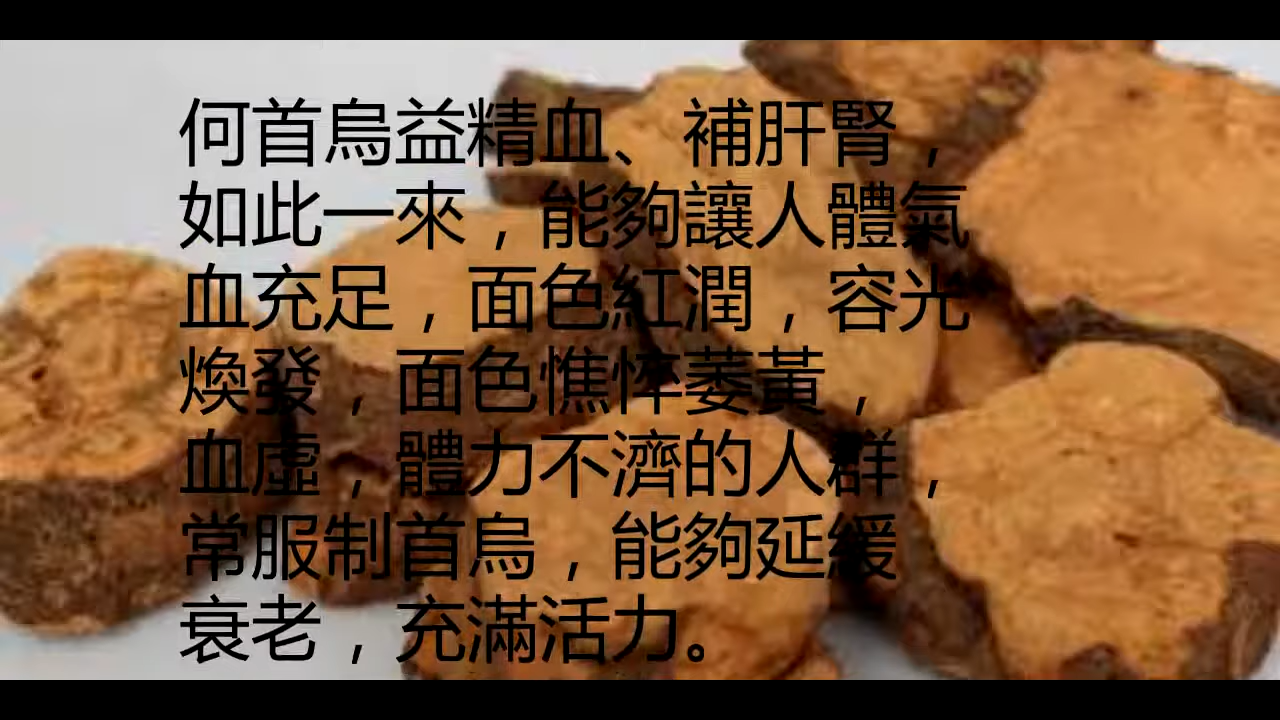 何首烏益精血、補肝腎，
如此一來，能夠讓人體氣
血充足，面色紅潤，容光
煥發，面色憔悴萎黃，
血虛，體力不濟的人群，
常服制首烏，能夠延緩
衰老，充滿活力。